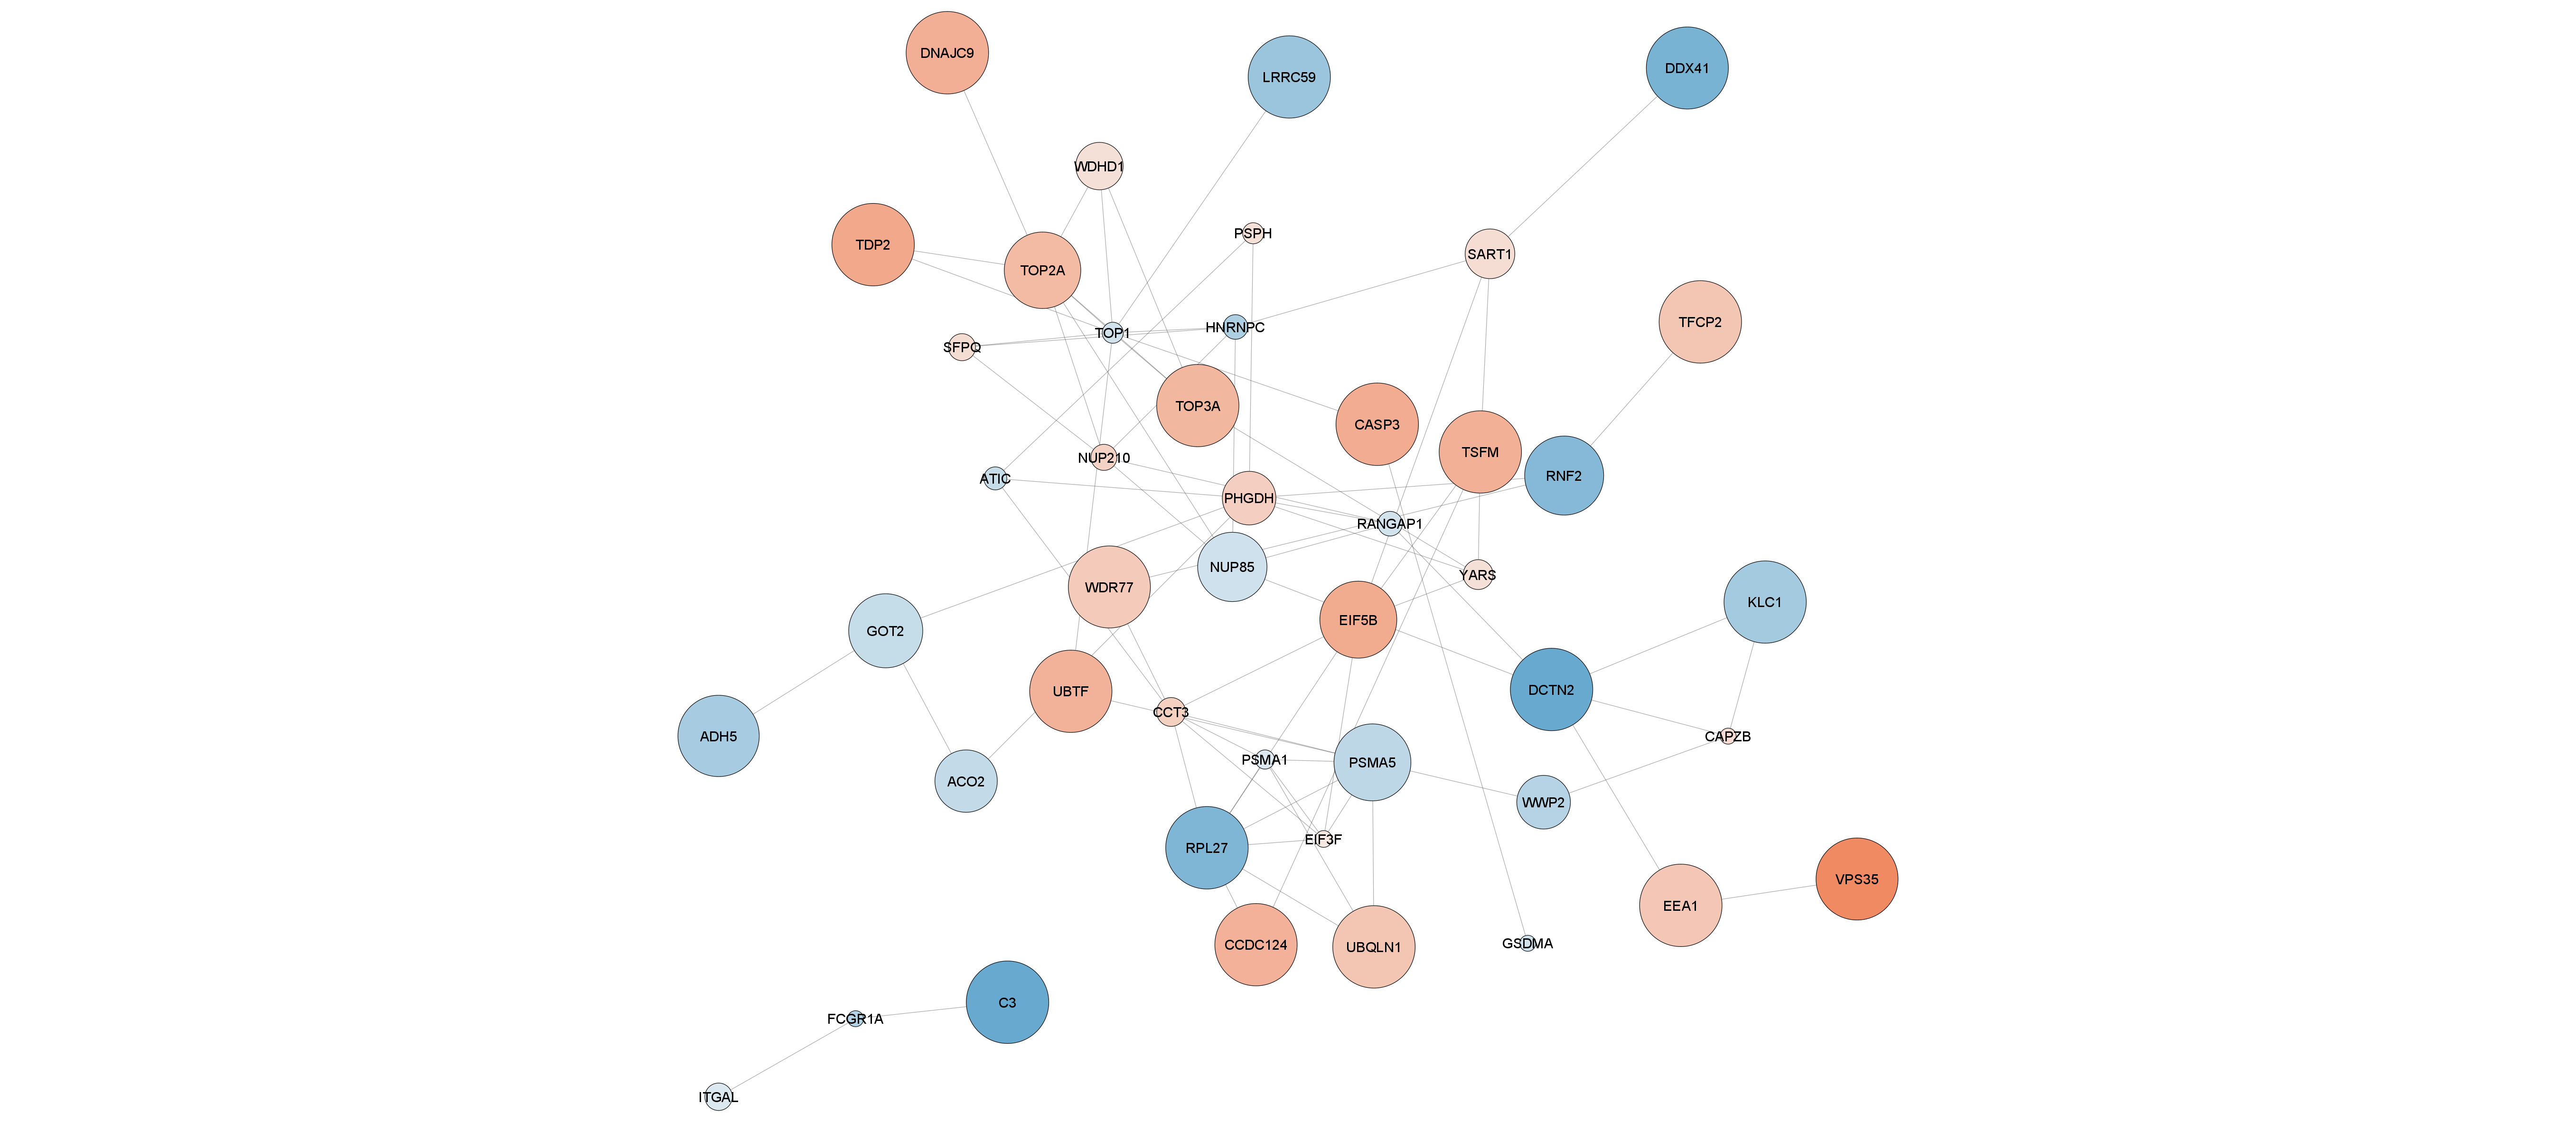 DNAJC9
LRRC59
DDX41
WDHD1
PSPH
TDP2
SART1
TOP2A
TFCP2
HNRNPC
TOP1
SFPQ
TOP3A
CASP3
TSFM
NUP210
RNF2
ATIC
PHGDH
RANGAP1
NUP85
YARS
WDR77
KLC1
EIF5B
GOT2
DCTN2
UBTF
CCT3
ADH5
CAPZB
PSMA1
PSMA5
ACO2
WWP2
EIF3F
RPL27
VPS35
EEA1
GSDMA
CCDC124
UBQLN1
C3
FCGR1A
ITGAL